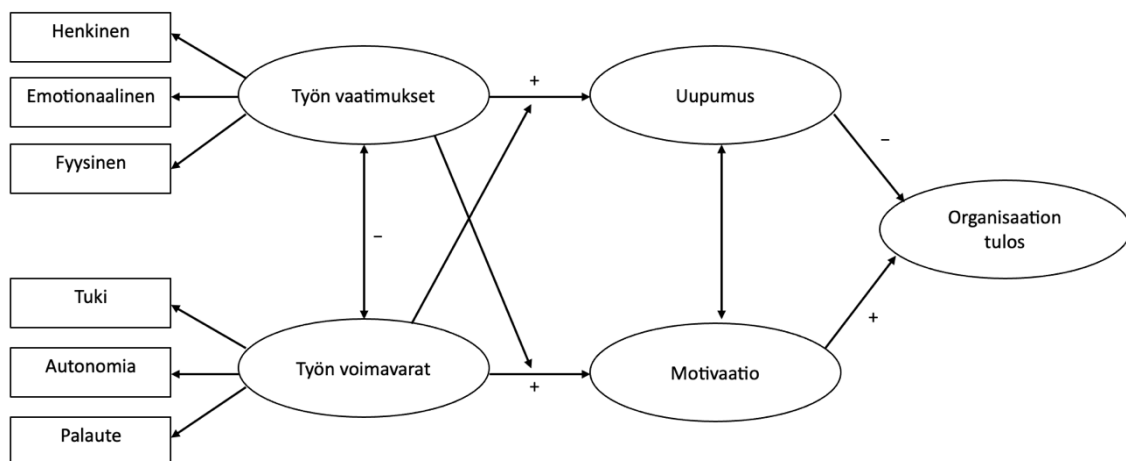 Henkinen
Emotionaalinen
Fyysinen
Työn vaatimukset
+
Uupumus
–
Organisaation
tulos
–
Tuki
Autonomia
Palaute
Työn voimavarat
+
Motivaatio
+